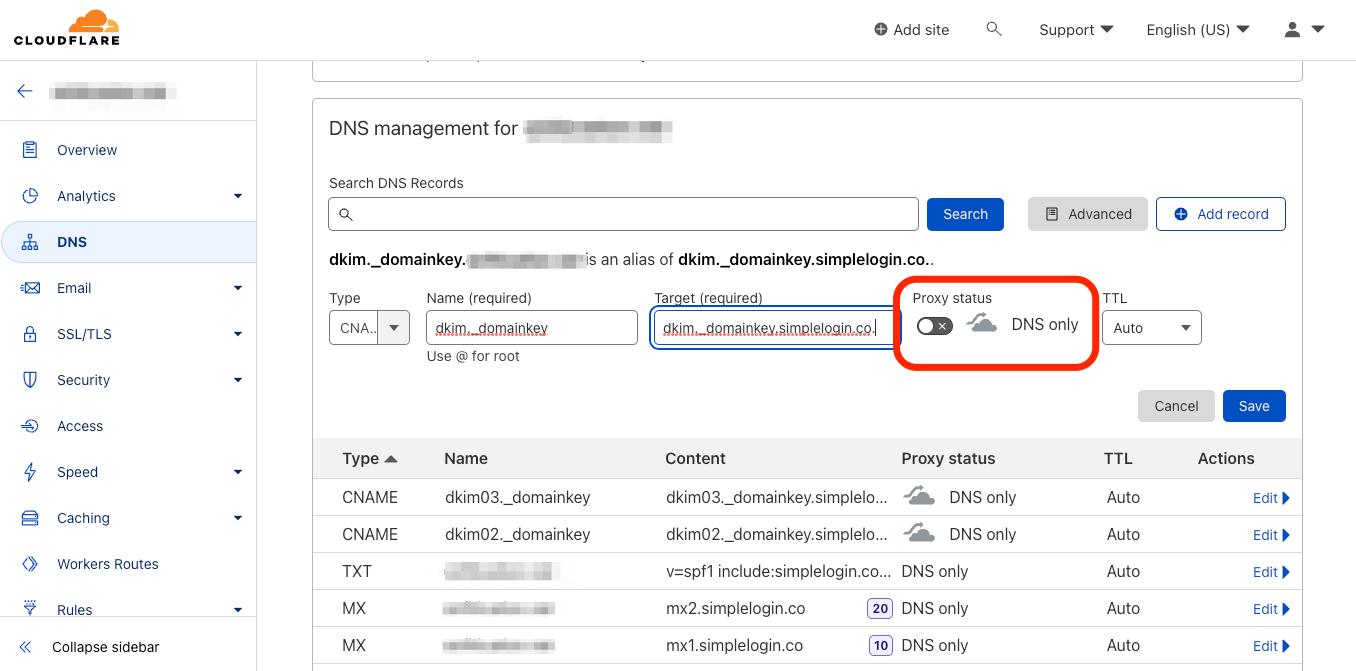 CLOUDFLARE
Add site
Support
English (US)
Overview
Analytics
DNS
Email
SSL/TLS
Security
Access
Speed
Caching
Workers Routes
Rules
Collapse sidebar
DNS management for
Search DNS Records
Search
Advanced
Add record
dkim._domainkey. is an alias of dkim._domainkey.simplelogin.co..
Type Name (required) Target (required) Proxy status TTL
CNA... dkim._domainkey dkim._domainkey.simplelogin.co. DNS only Auto
Use @ for root
Cancel Save
Type Name Content Proxy status TTL Actions
CNAME dkim03._domainkey dkim03._domainkey.simplelo... DNS only Auto Edit
CNAME dkim02._domainkey dkim02._domainkey.simplelo... DNS only Auto Edit
TXT v=spf1 include:simplelogin.co... DNS only Auto Edit
MX mx2.simplelogin.co 20 DNS only Auto Edit
MX mx1.simplelogin.co 10 DNS only Auto Edit